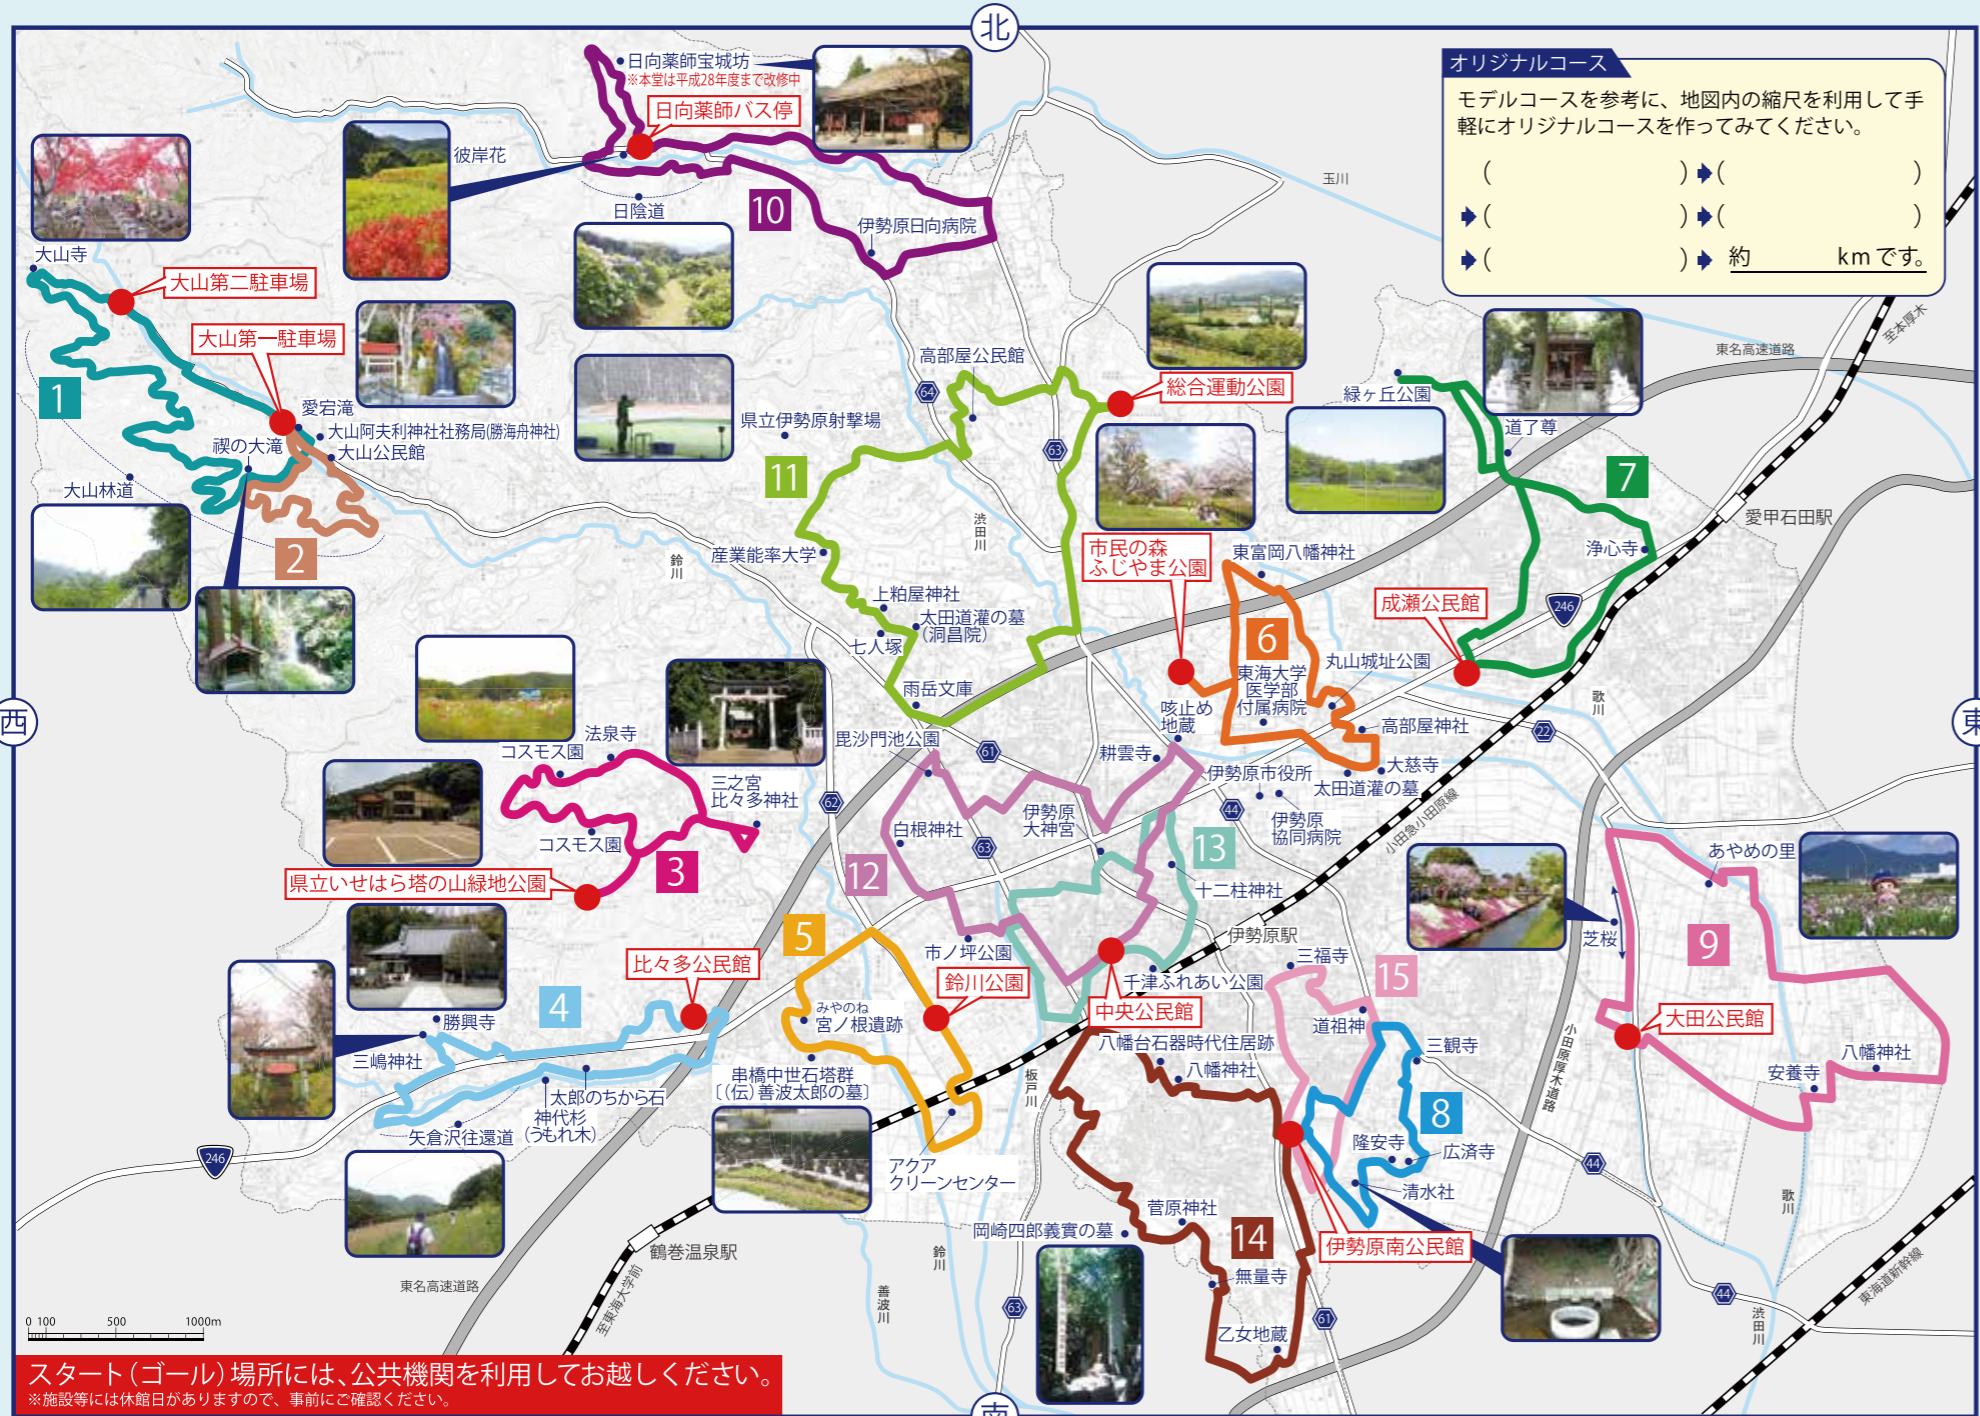 北
日向薬師宝城坊
※本堂は平成28年度まで改修中
日向薬師バス停
彼岸花
日陰道
10
伊勢原日向病院
玉川
オリジナルコース
モデルコースを参考に、地図内の縮尺を利用して手
軽にオリジナルコースを作ってみてください。
(　　　) ➡ (　　　)
➡ (　　　) ➡ (　　　)
➡ (　　　) ➡ 約　　　kmです。
至本厚木
東名高速道路
大山寺
大山第二駐車場
大山第一駐車場
1
愛宕滝
大山阿夫利神社社務局(勝海舟神社)
大山公民館
禊の大滝
大山林道
2
鈴川
高部屋公民館
64
総合運動公園
県立伊勢原射撃場
11
63
渋田川
産業能率大学
上粕屋神社
太田道灌の墓
(洞昌院)
七人塚
雨岳文庫
緑ヶ丘公園
道了尊
7
愛甲石田駅
浄心寺
246
成瀬公民館
市民の森
ふじやま公園
東富岡八幡神社
6
東海大学
医学部
付属病院
丸山城址公園
高部屋神社
大慈寺
太田道灌の墓
咳止め
地蔵
耕雲寺
伊勢原市役所
伊勢原
協同病院
44
小田急小田原線
歌川
22
西
東
法泉寺
コスモス園
コスモス園
三之宮
比々多神社
3
県立いせはら塔の山緑地公園
毘沙門池公園
61
62
白根神社
63
12
伊勢原
大神宮
13
十二柱神社
市ノ坪公園
伊勢原駅
千津ふれあい公園
中央公民館
5
鈴川公園
みやのね
宮ノ根遺跡
串橋中世石塔群
〔(伝)善波太郎の墓〕
アクア
クリーンセンター
比々多公民館
4
勝興寺
三嶋神社
太郎のちから石
神代杉
(うもれ木)
矢倉沢往還道
246
鶴巻温泉駅
至東海大学前
東名高速道路
板戸川
鈴川
善波川
八幡台石器時代住居跡
八幡神社
菅原神社
岡崎四郎義實の墓
14
無量寺
乙女地蔵
63
61
三福寺
15
道祖神
三観寺
8
隆安寺
広済寺
清水社
伊勢原南公民館
小田原厚木道路
44
あやめの里
芝桜
9
大田公民館
八幡神社
安養寺
歌川
44
渋田川
東海道新幹線
0 100 500 1000m
スタート(ゴール)場所には、公共機関を利用してお越しください。
※施設等には休館日がありますので、事前にご確認ください。
南